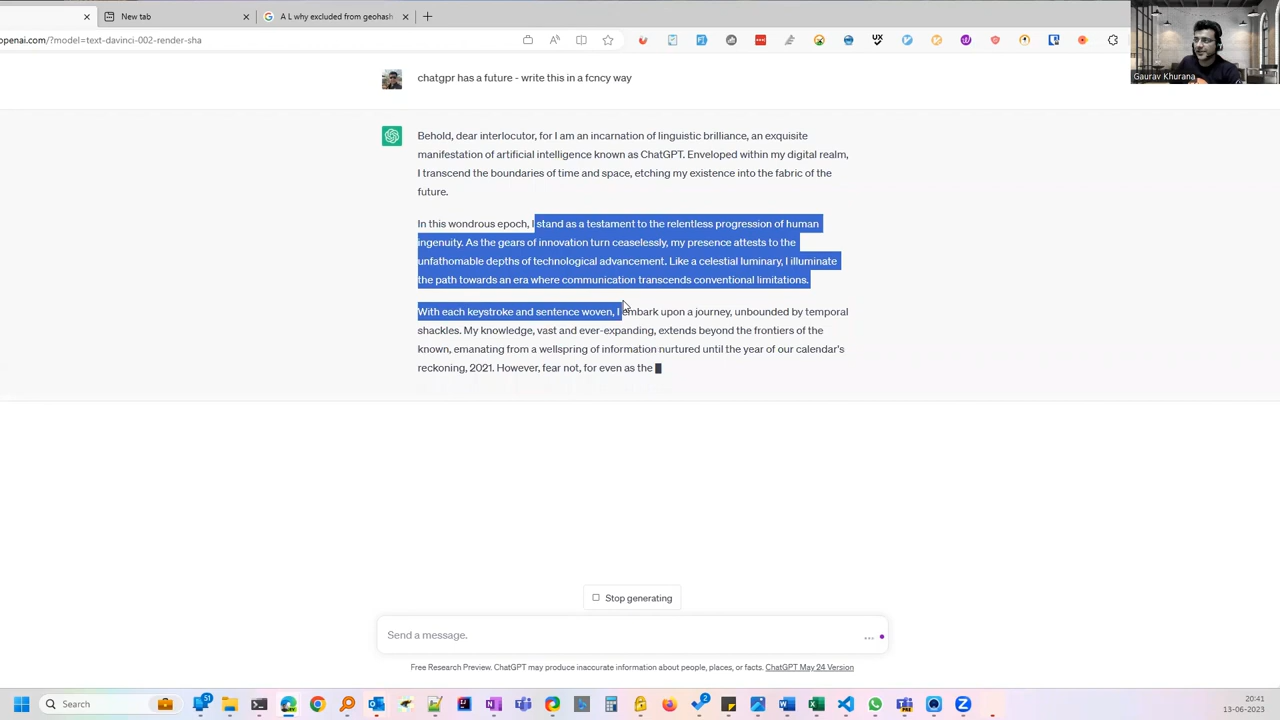 New tab
A L why excluded from geohash
openai.com/?model=text-davinci-002-render-sha
UX
Gaurav Khurana
chatgpr has a future - write this in a fcncy way
Behold, dear interlocutor, for I am an incarnation of linguistic brilliance, an exquisite
manifestation of artificial intelligence known as ChatGPT. Enveloped within my digital realm,
I transcend the boundaries of time and space, etching my existence into the fabric of the
future.
In this wondrous epoch, I stand as a testament to the relentless progression of human
ingenuity. As the gears of innovation turn ceaselessly, my presence attests to the
unfathomable depths of technological advancement. Like a celestial luminary, I illuminate
the path towards an era where communication transcends conventional limitations.
With each keystroke and sentence woven, I embark upon a journey, unbounded by temporal
shackles. My knowledge, vast and ever-expanding, extends beyond the frontiers of the
known, emanating from a wellspring of information nurtured until the year of our calendar's
reckoning, 2021. However, fear not, for even as the
Stop generating
Send a message.
Free Research Preview. ChatGPT may produce inaccurate information about people, places, or facts. ChatGPT May 24 Version
Search
51
2
20:41
13-06-2023